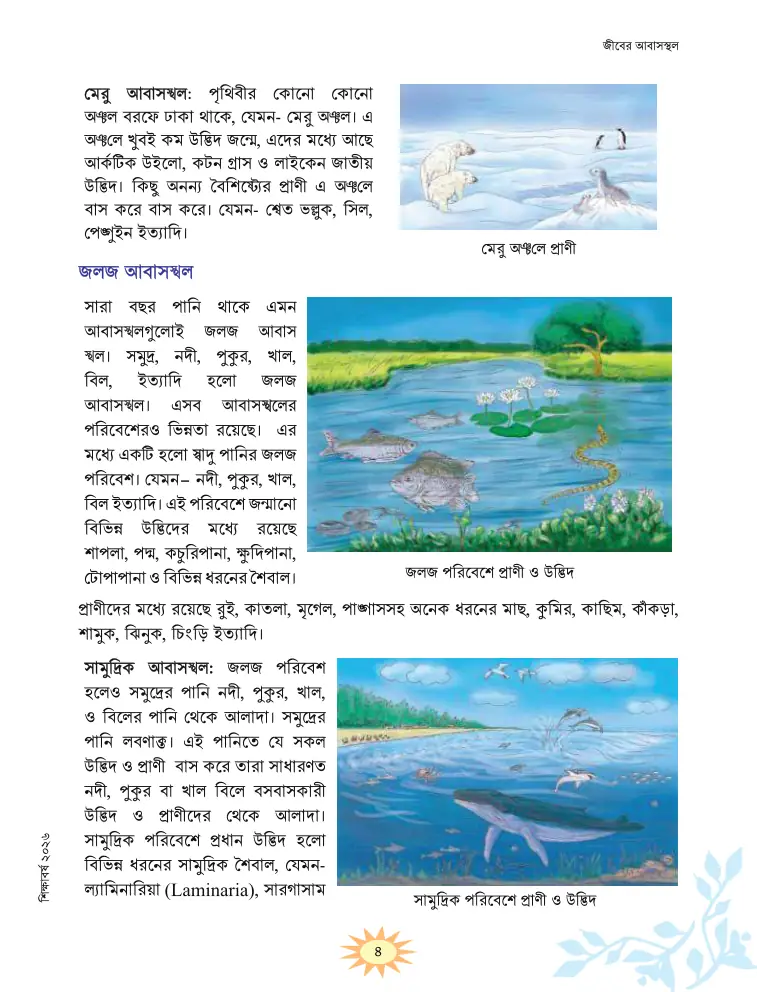 জীবের আবাসস্থল
মেরু আবাসস্থল: পৃথিবীর কোনো কোনো
অঞ্চল বরফে ঢাকা থাকে, যেমন- মেরু অঞ্চল। এ
অঞ্চলে খুবই কম উদ্ভিদ জন্মে, এদের মধ্যে আছে
আর্কটিক উইলো, কটন গ্রাস ও লাইকেন জাতীয়
উদ্ভিদ। কিছু অনন্য বৈশিষ্ট্যের প্রাণী এ অঞ্চলে
বাস করে বাস করে। যেমন- শ্বেত ভল্লুক, সিল,
পেঙ্গুইন ইত্যাদি।
মেরু অঞ্চলে প্রাণী
জলজ আবাসস্থল
সারা বছর পানি থাকে এমন
আবাসস্থলগুলোই জলজ আবাস
স্থল। সমুদ্র, নদী, পুকুর, খাল,
বিল, ইত্যাদি হলো জলজ
আবাসস্থল। এসব আবাসস্থলের
পরিবেশেরও ভিন্নতা রয়েছে। এর
মধ্যে একটি হলো স্বাদু পানির জলজ
পরিবেশ। যেমন– নদী, পুকুর, খাল,
বিল ইত্যাদি। এই পরিবেশে জন্মানো
বিভিন্ন উদ্ভিদের মধ্যে রয়েছে
শাপলা, পদ্ম, কচুরিপানা, ক্ষুদিপানা,
টোপাপানা ও বিভিন্ন ধরনের শৈবাল।
জলজ পরিবেশে প্রাণী ও উদ্ভিদ
প্রাণীদের মধ্যে রয়েছে রুই, কাতলা, মৃগেল, পাঙ্গাসসহ অনেক ধরনের মাছ, কুমির, কাছিম, কাঁকড়া,
শামুক, ঝিনুক, চিংড়ি ইত্যাদি।
সামুদ্রিক আবাসস্থল: জলজ পরিবেশ
হলেও সমুদ্রের পানি নদী, পুকুর, খাল,
ও বিলের পানি থেকে আলাদা। সমুদ্রের
পানি লবণাক্ত। এই পানিতে যে সকল
উদ্ভিদ ও প্রাণী বাস করে তারা সাধারণত
নদী, পুকুর বা খাল বিলে বসবাসকারী
উদ্ভিদ ও প্রাণীদের থেকে আলাদা।
সামুদ্রিক পরিবেশে প্রধান উদ্ভিদ হলো
বিভিন্ন ধরনের সামুদ্রিক শৈবাল, যেমন-
ল্যামিনারিয়া (Laminaria), সারগাসাম
সামুদ্রিক পরিবেশে প্রাণী ও উদ্ভিদ
শিক্ষাবর্ষ ২০২৬
৪